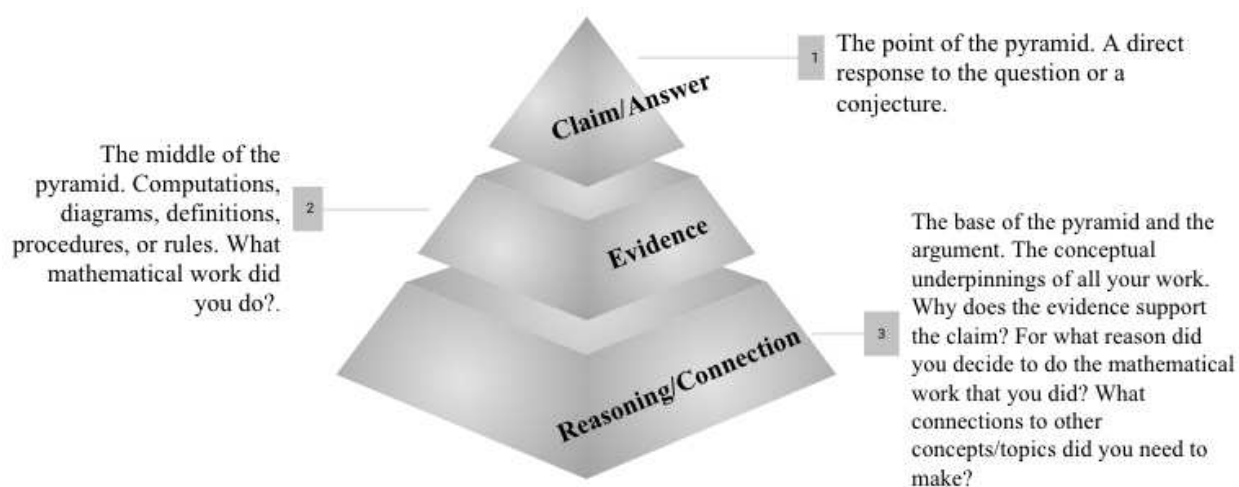 Claim/Answer
1
The point of the pyramid. A direct
response to the question or a
conjecture.
The middle of the
pyramid. Computations,
diagrams, definitions,
procedures, or rules. What
mathematical work did
you do?.
2
Evidence
Reasoning/Connection
3
The base of the pyramid and the
argument. The conceptual
underpinnings of all your work.
Why does the evidence support
the claim? For what reason did
you decide to do the mathematical
work that you did? What
connections to other
concepts/topics did you need to
make?